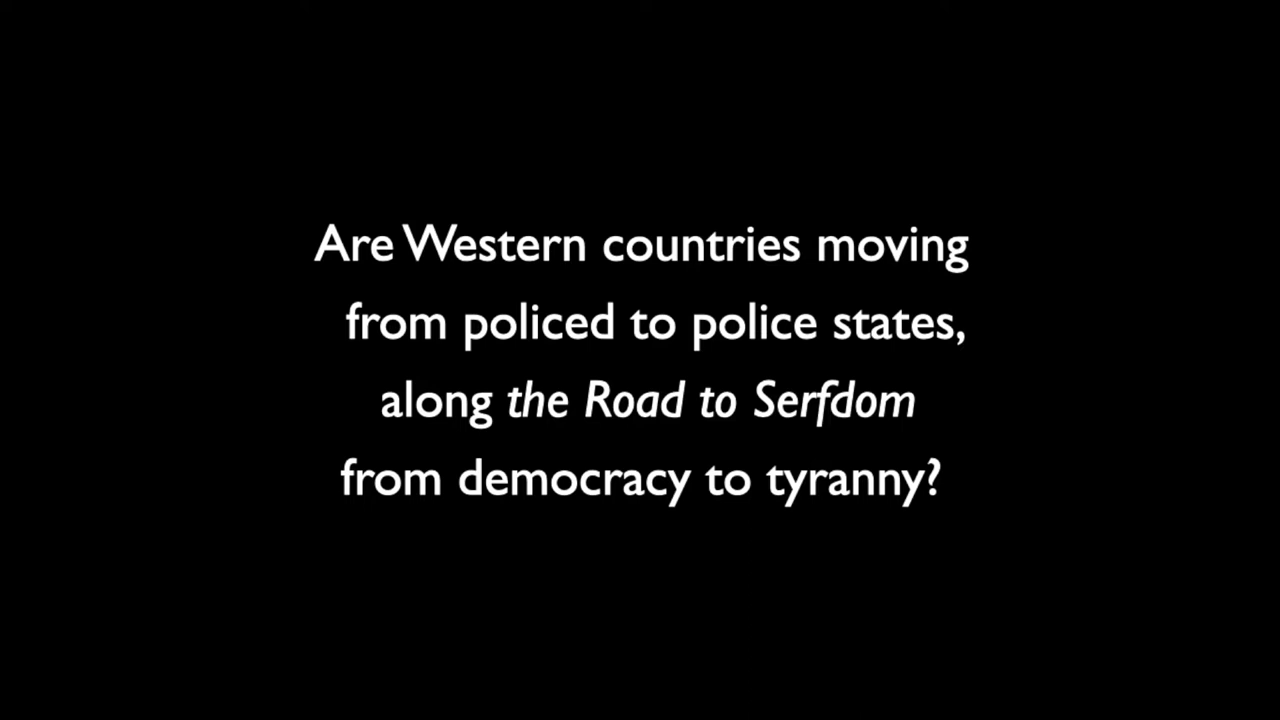 Are Western countries moving
from policed to police states,
along the Road to Serfdom
from democracy to tyranny?